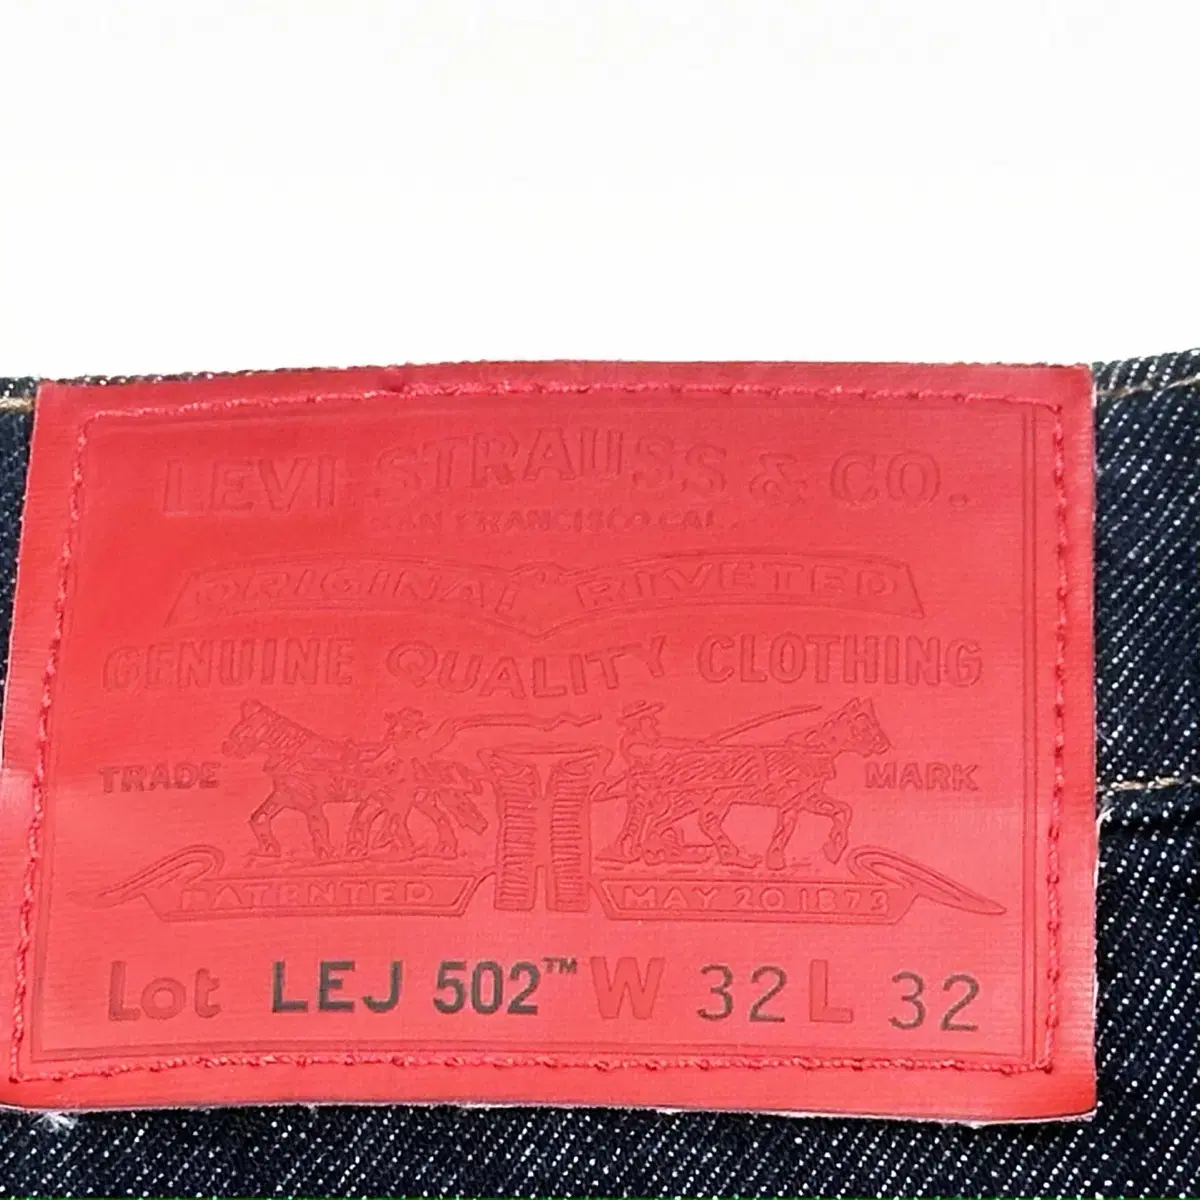 LEVI STRAUSS & CO.
SAN FRANCISCO CAL.
ORIGINAL RIVETED
GENUINE QUALITY CLOTHING
TRADE MARK
PATENTED MAY 20 1873
Lot LEJ 502™ W 32 L 32